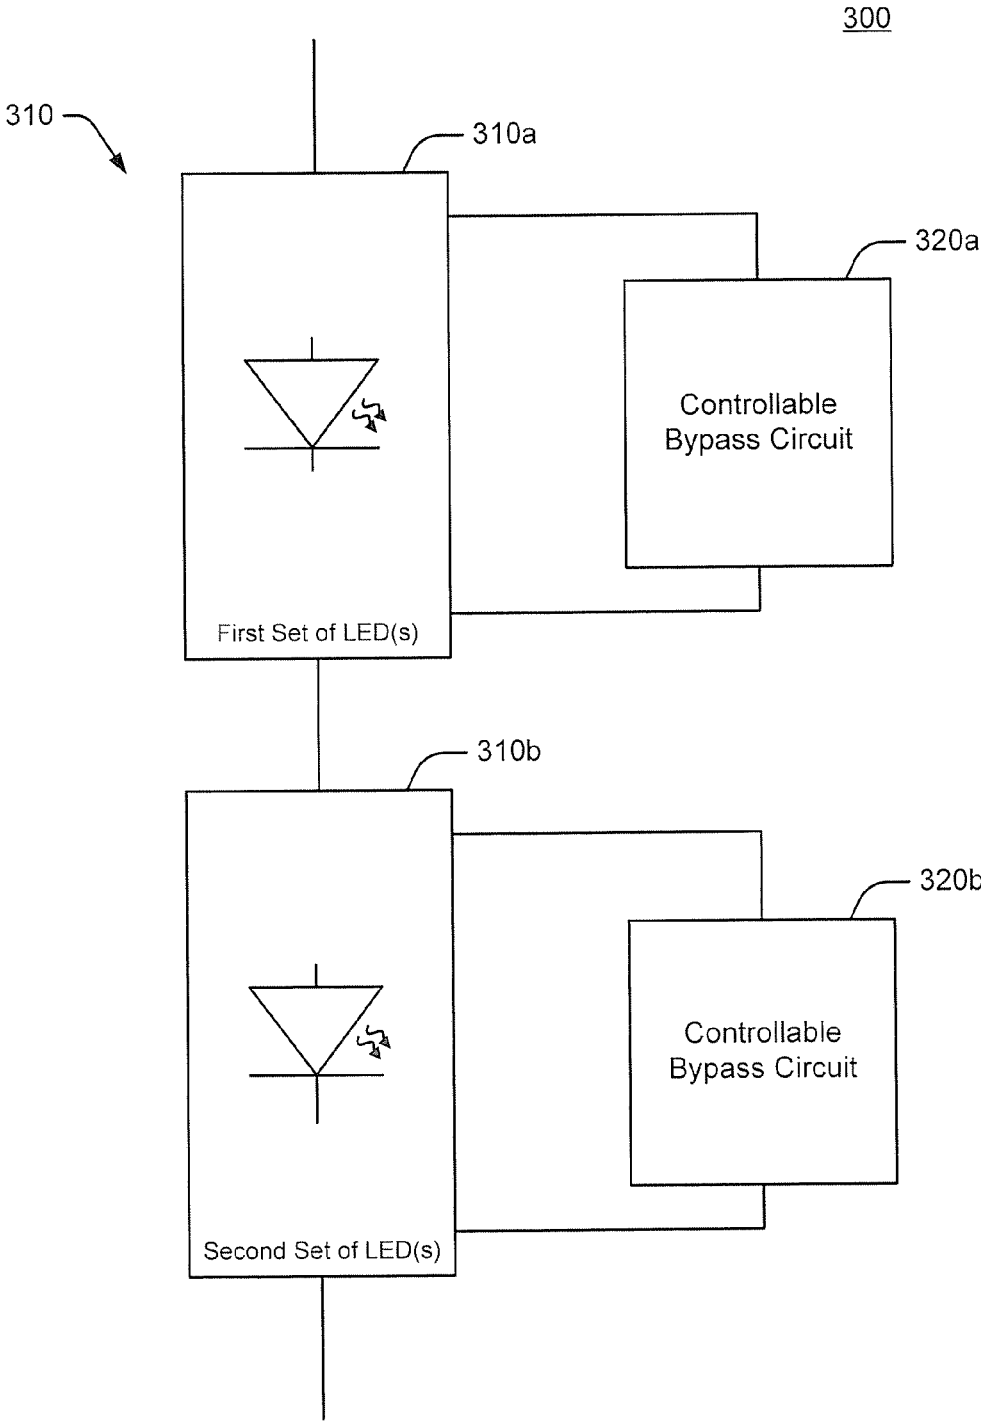 300
310
310a
320a
Controllable
Bypass Circuit
First Set of LED(s)
310b
320b
Controllable
Bypass Circuit
Second Set of LED(s)